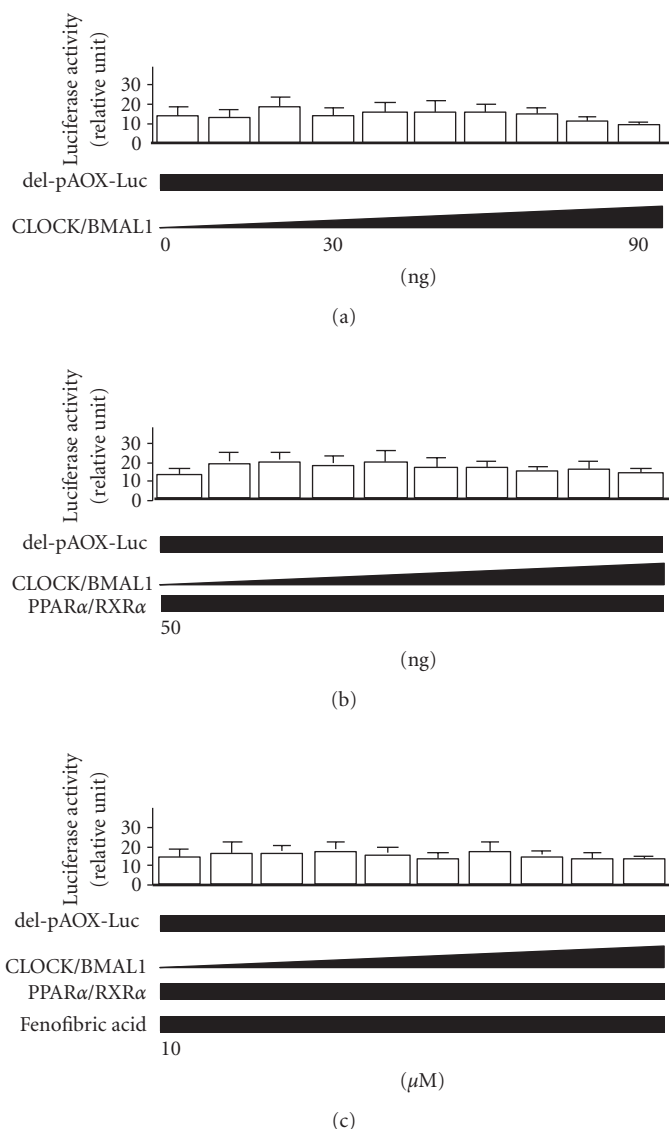 Luciferase activity
(relative unit)
30
20
10
0
del-pAOX-Luc
CLOCK/BMAL1
0 30 90
(ng)
(a)
Luciferase activity
(relative unit)
30
20
10
0
del-pAOX-Luc
CLOCK/BMAL1
PPARα/RXRα
50
(ng)
(b)
Luciferase activity
(relative unit)
30
20
10
0
del-pAOX-Luc
CLOCK/BMAL1
PPARα/RXRα
Fenofibric acid
10
(μM)
(c)